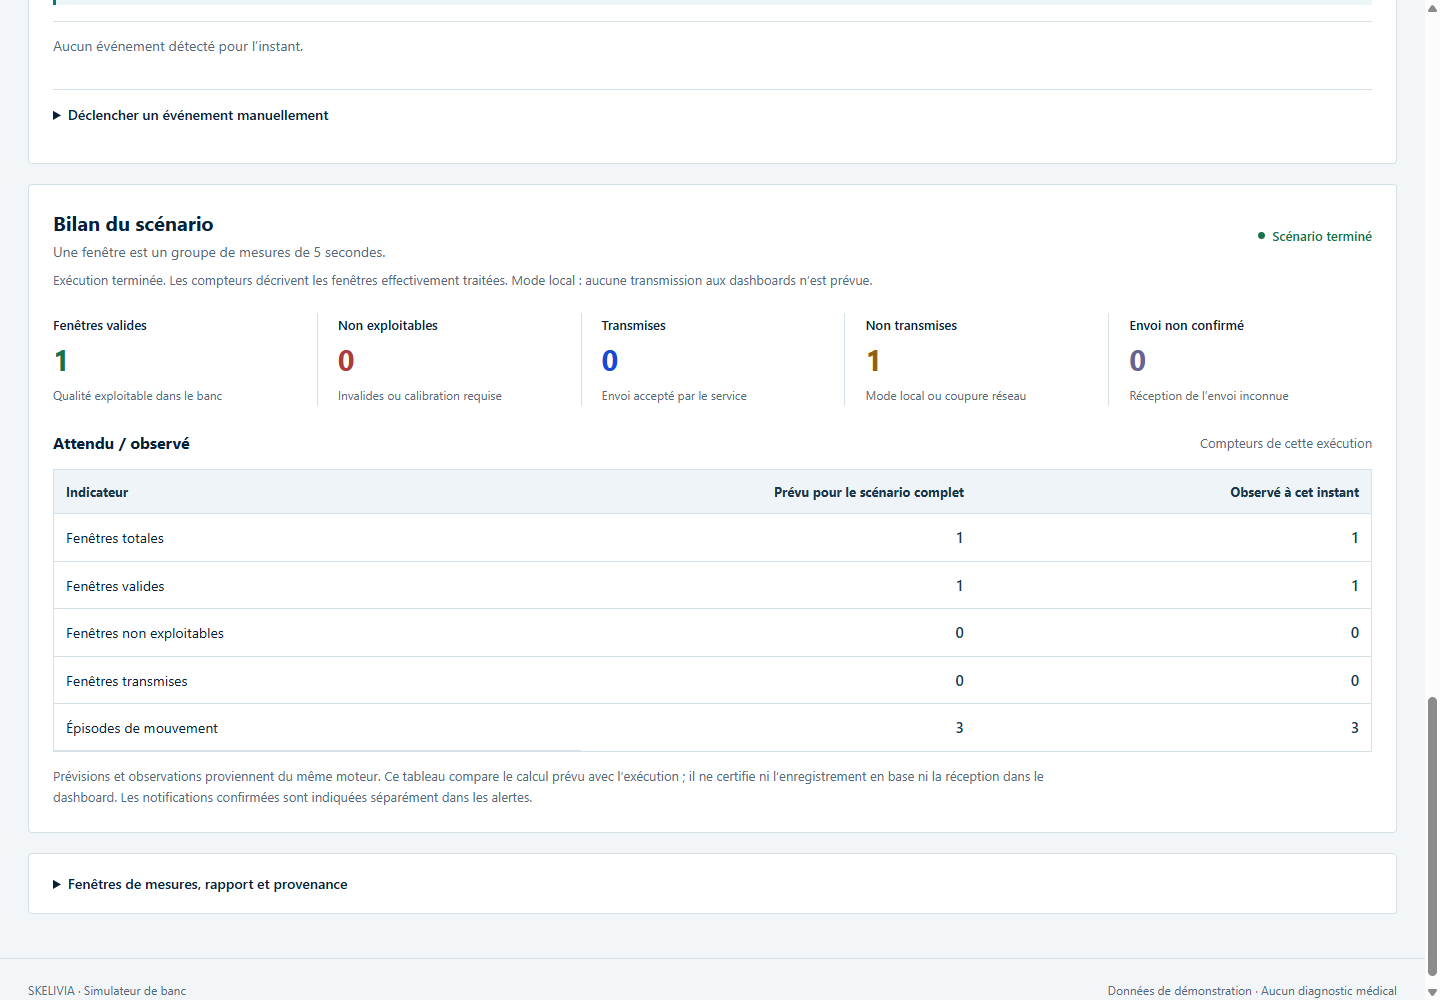 Aucun événement détecté pour l’instant.
Déclencher un événement manuellement
Bilan du scénario
Une fenêtre est un groupe de mesures de 5 secondes.
Scénario terminé
Exécution terminée. Les compteurs décrivent les fenêtres effectivement traitées. Mode local : aucune transmission aux dashboards n’est prévue.
Fenêtres valides
1
Qualité exploitable dans le banc
Non exploitables
0
Invalides ou calibration requise
Transmises
0
Envoi accepté par le service
Non transmises
1
Mode local ou coupure réseau
Envoi non confirmé
0
Réception de l’envoi inconnue
Attendu / observé
Compteurs de cette exécution
Indicateur Prévu pour le scénario complet Observé à cet instant
Fenêtres totales 1 1
Fenêtres valides 1 1
Fenêtres non exploitables 0 0
Fenêtres transmises 0 0
Épisodes de mouvement 3 3
Prévisions et observations proviennent du même moteur. Ce tableau compare le calcul prévu avec l’exécution ; il ne certifie ni l’enregistrement en base ni la réception dans le
dashboard. Les notifications confirmées sont indiquées séparément dans les alertes.
Fenêtres de mesures, rapport et provenance
SKELIVIA · Simulateur de banc
Données de démonstration · Aucun diagnostic médical